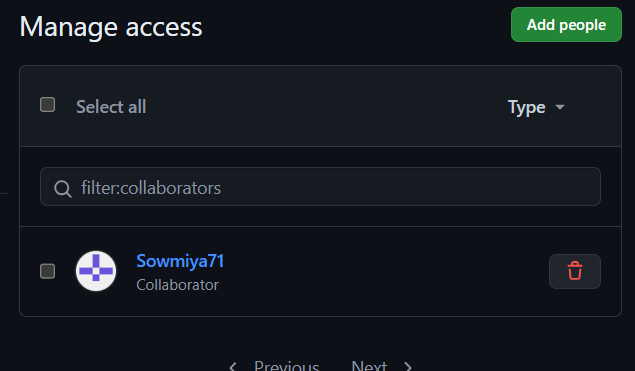 Manage access
Add people
Select all
Type
filter:collaborators
Sowmiya71
Collaborator
Previous Next